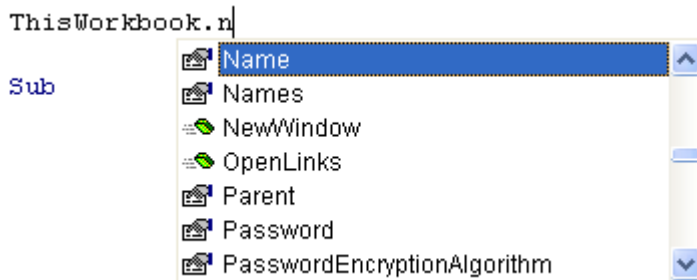 ThisWorkbook.n
Name
Sub
Names
NewWindow
OpenLinks
Parent
Password
PasswordEncryptionAlgorithm